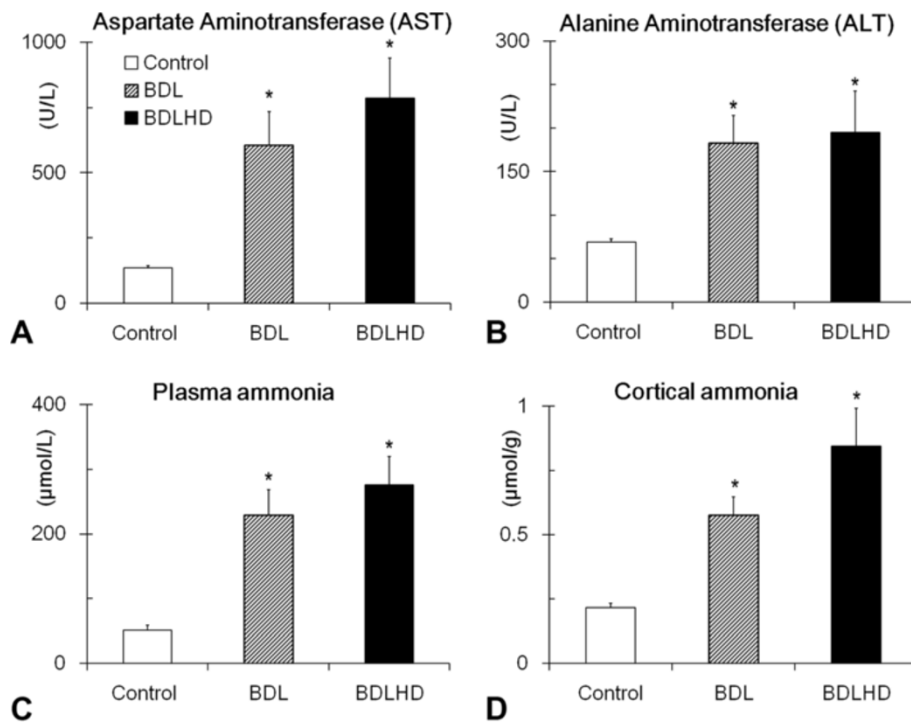 Aspartate Aminotransferase (AST)
1000
500
0
(U/L)
Control
BDL
BDLHD
*
*
Control BDL BDLHD
A
Alanine Aminotransferase (ALT)
300
150
0
(U/L)
*
*
Control BDL BDLHD
B
Plasma ammonia
400
200
0
(µmol/L)
*
*
Control BDL BDLHD
C
Cortical ammonia
1
0.5
0
(µmol/g)
*
*
Control BDL BDLHD
D